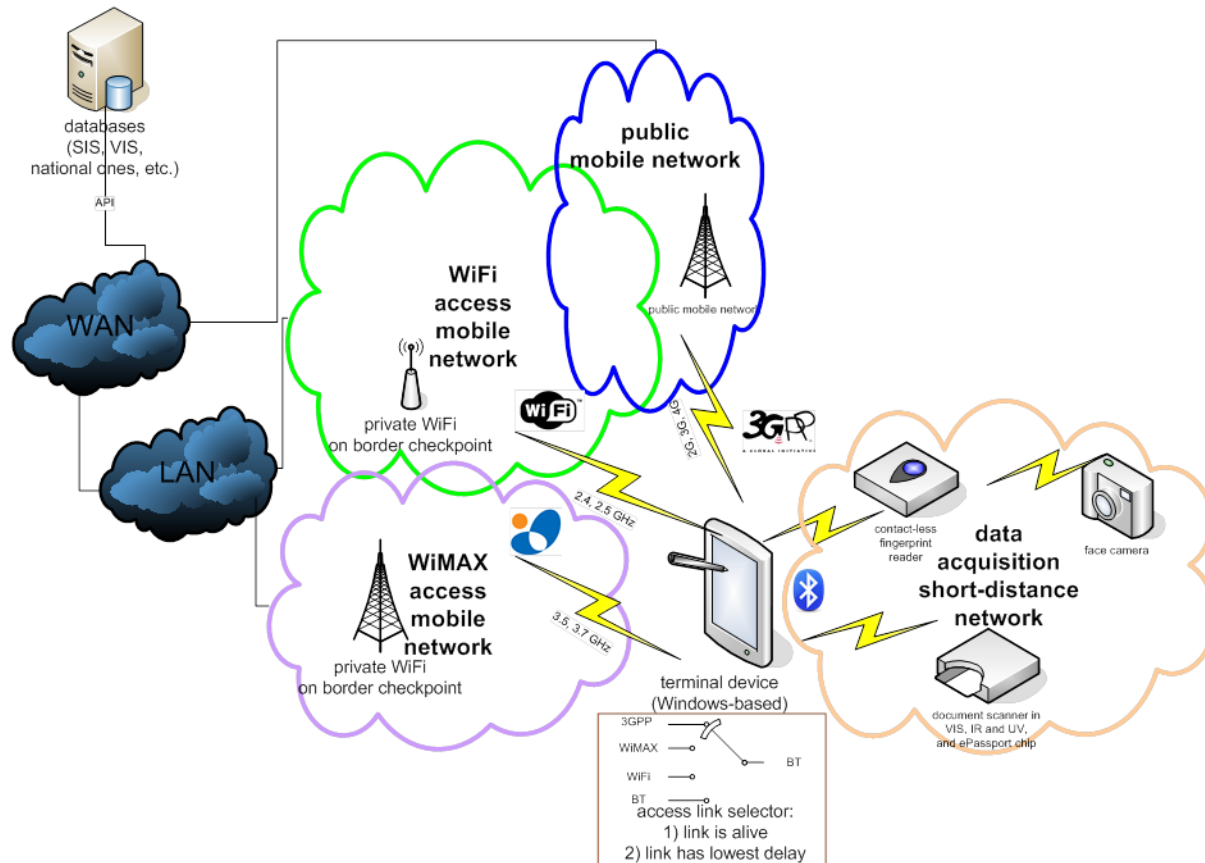 databases
(SIS, VIS,
national ones, etc.)
API
WAN
LAN
public
mobile network
public mobile network
WiFi
access
mobile
network
private WiFi
on border checkpoint
Wi Fi
TM
2.4, 2.5 GHz
2G, 3G, 4G
3GPP
A GLOBAL INITIATIVE
WiMAX
access
mobile
network
private WiFi
on border checkpoint
3.5, 3.7 GHz
terminal device
(Windows-based)
contact-less
fingerprint
reader
face camera
data
acquisition
short-distance
network
document scanner in
VIS, IR and UV,
and ePassport chip
3GPP
WiMAX
WiFi
BT
BT
access link selector:
1) link is alive
2) link has lowest delay